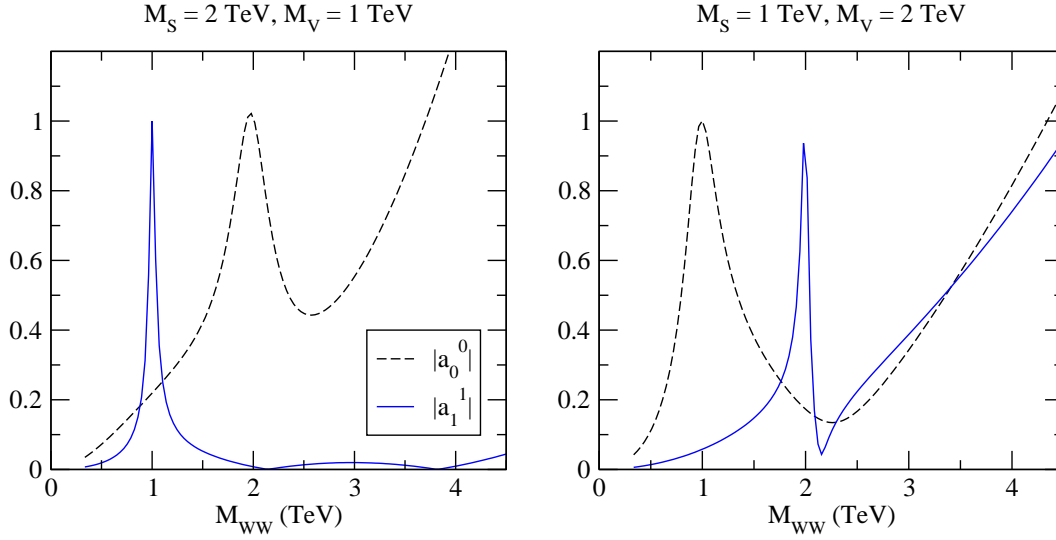 M_S = 2 TeV, M_V = 1 TeV
M_S = 1 TeV, M_V = 2 TeV
1
0.8
0.6
0.4
0.2
0
0 1 2 3 4
M_WW (TeV)
|a_0^0|
|a_1^1|
1
0.8
0.6
0.4
0.2
0
0 1 2 3 4
M_WW (TeV)